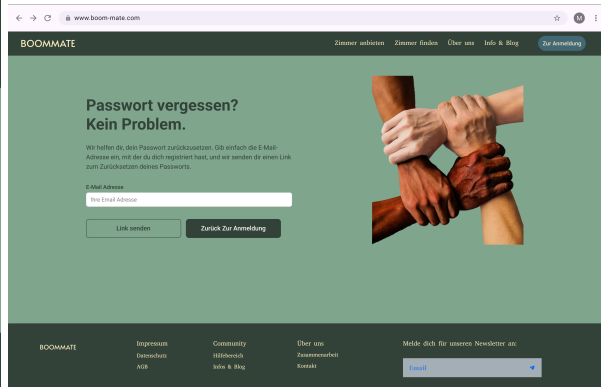 www.boom-mate.com
M
BOOMMATE
Zimmer anbieten Zimmer finden Über uns Info & Blog Zur Anmeldung
Passwort vergessen?
Kein Problem.
Wir helfen dir, dein Passwort zurückzusetzen. Gib einfach die E-Mail-
Adresse ein, mit der du dich registriert hast, und wir senden dir einen Link
zum Zurücksetzen deines Passworts.
E-Mail Adresse
Ihre Email Adresse
Link senden Zurück Zur Anmeldung
BOOMMATE
Impressum
Datenschutz
AGB
Community
Hilfebereich
Infos & Blog
Über uns
Zusammenarbeit
Kontakt
Melde dich für unseren Newsletter an:
Email